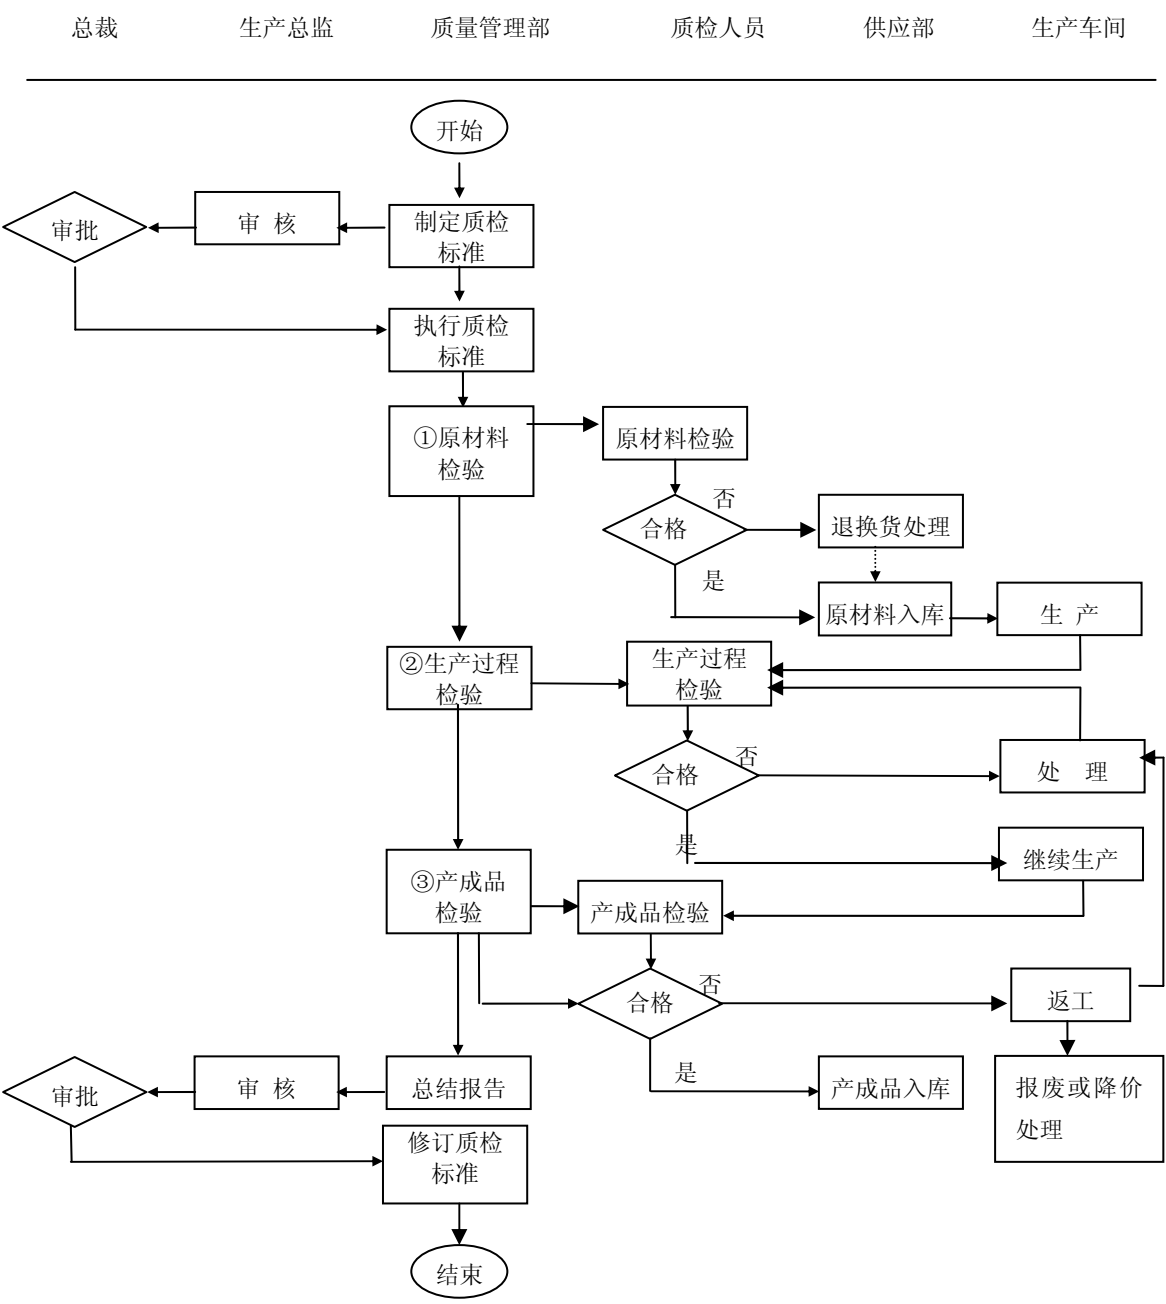 总裁 生产总监 质量管理部 质检人员 供应部 生产车间
开始
审批
审 核
制定质检
标准
执行质检
标准
①原材料
检验
原材料检验
合格
否
退换货处理
是
原材料入库
生 产
②生产过程
检验
生产过程
检验
合格
否
处 理
是
继续生产
③产成品
检验
产成品检验
合格
否
返工
是
产成品入库
报废或降价
处理
总结报告
审 核
审批
修订质检
标准
结束